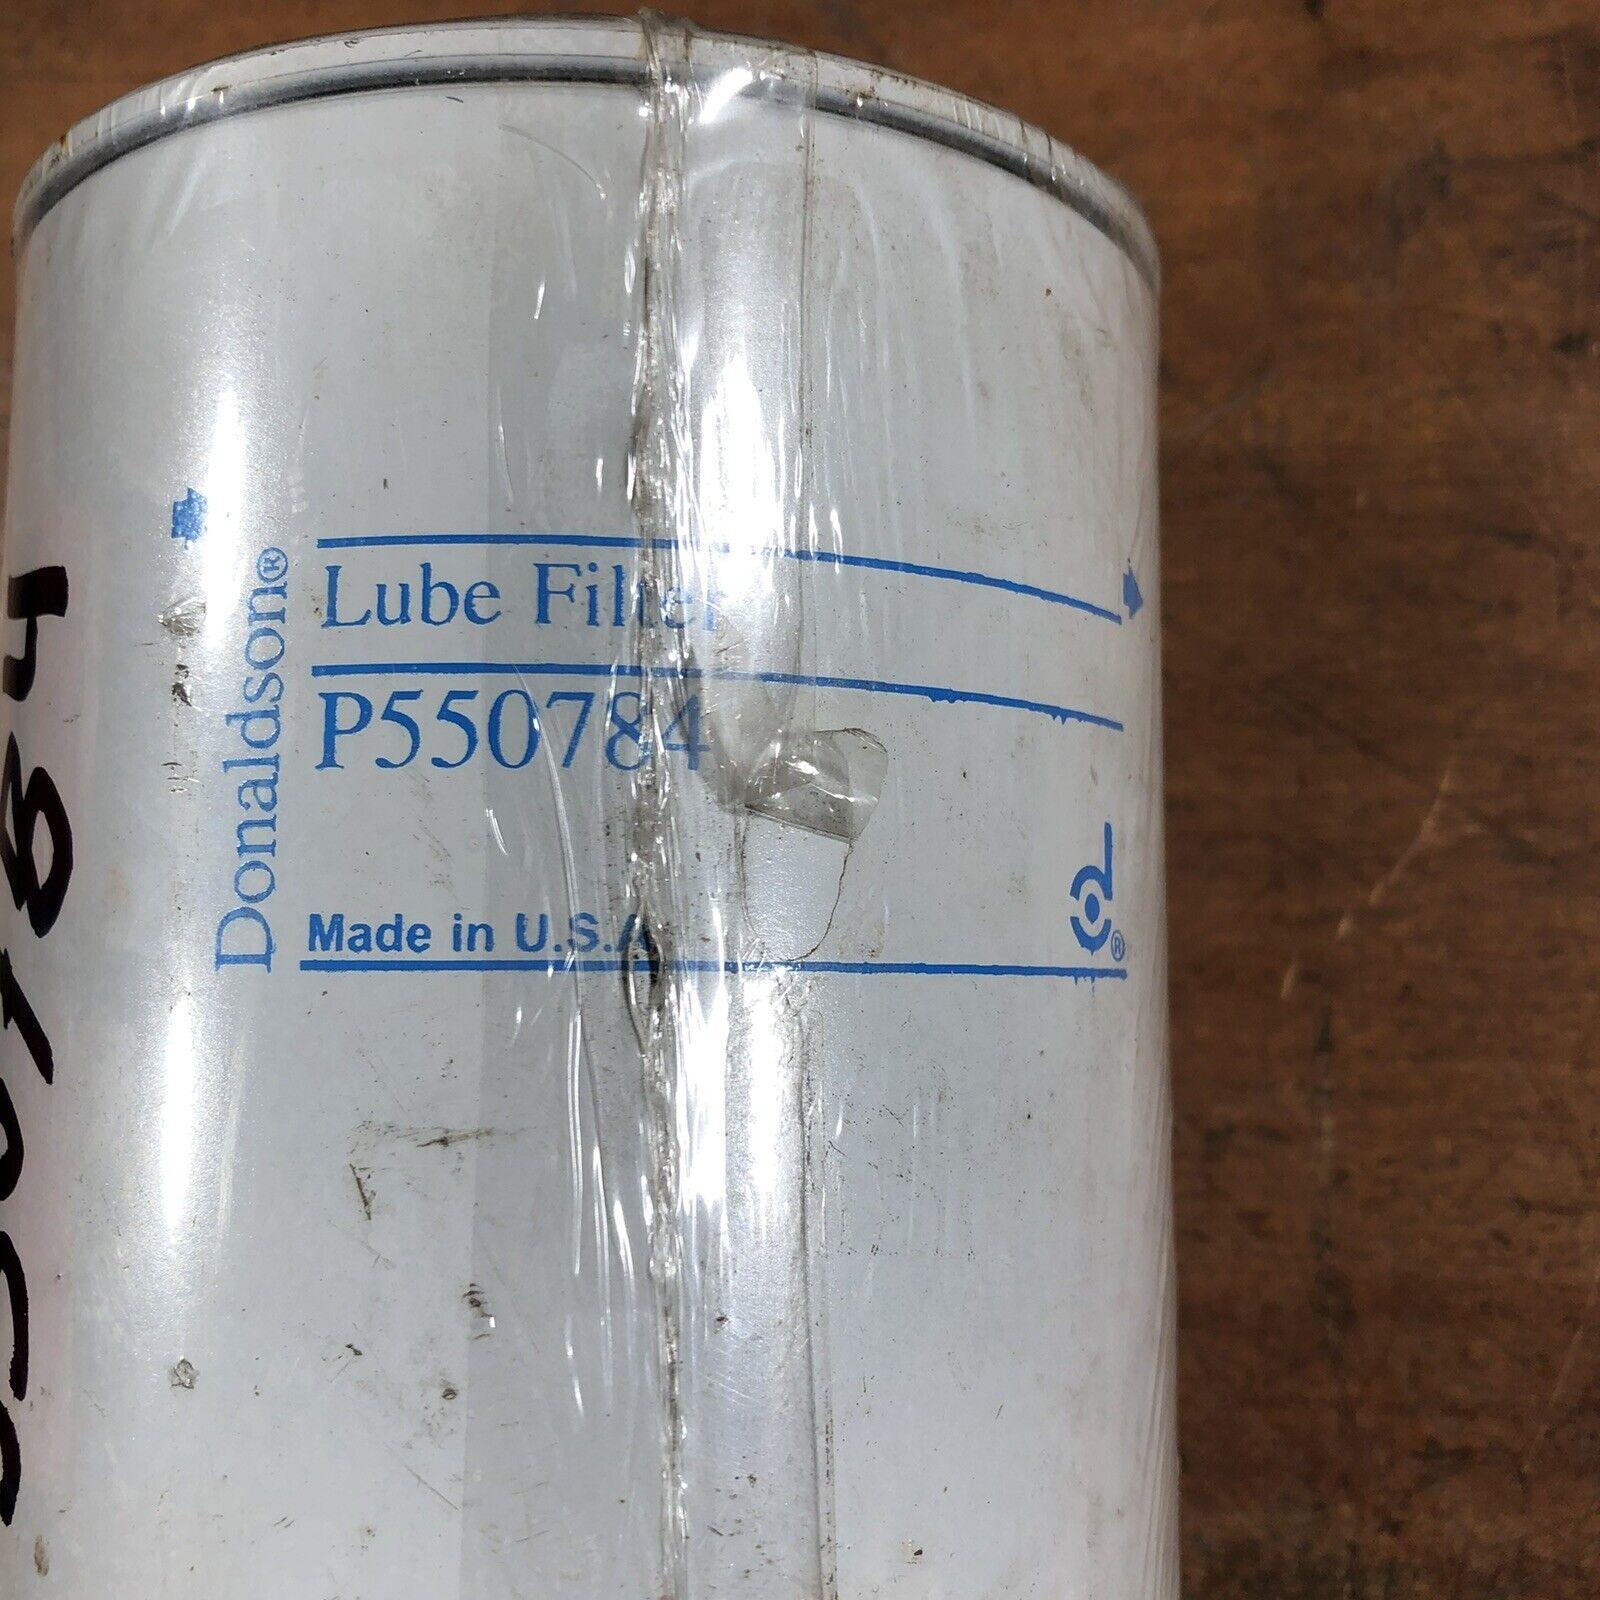 Donaldson®
Lube Filter
P550784
Made in U.S.A
®